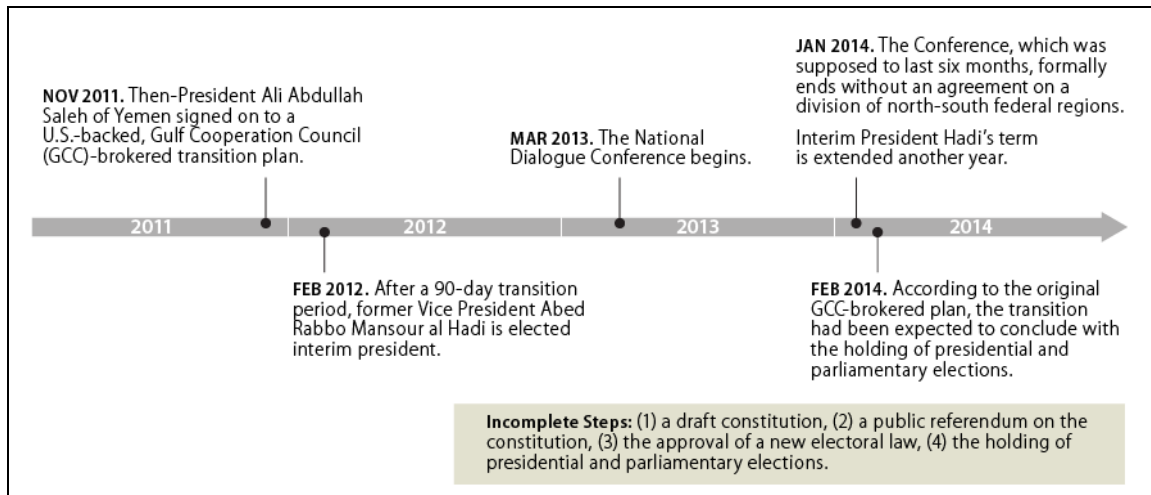 NOV 2011. Then-President Ali Abdullah
Saleh of Yemen signed on to a
U.S.-backed, Gulf Cooperation Council
(GCC)-brokered transition plan.
MAR 2013. The National
Dialogue Conference begins.
JAN 2014. The Conference, which was
supposed to last six months, formally
ends without an agreement on a
division of north-south federal regions.
Interim President Hadi's term
is extended another year.
2011
2012
2013
2014
FEB 2012. After a 90-day transition
period, former Vice President Abed
Rabbo Mansour al Hadi is elected
interim president.
FEB 2014. According to the original
GCC-brokered plan, the transition
had been expected to conclude with
the holding of presidential and
parliamentary elections.
Incomplete Steps: (1) a draft constitution, (2) a public referendum on the
constitution, (3) the approval of a new electoral law, (4) the holding of
presidential and parliamentary elections.